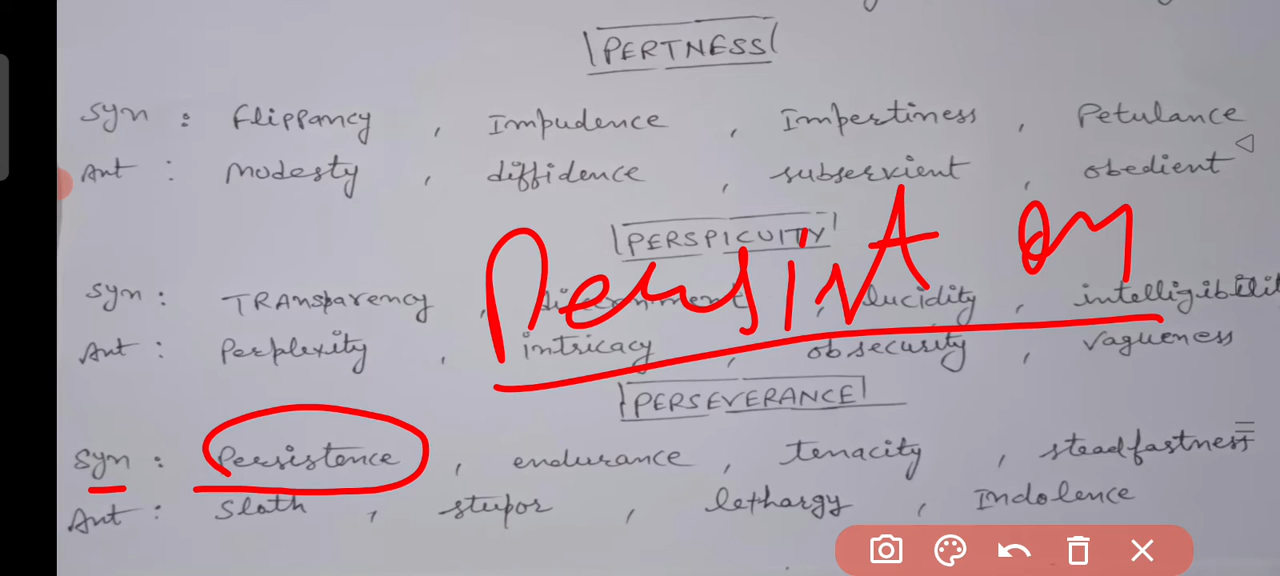 PERTNESS
Syn : Flippancy , Impudence , Impertiness , Petulance
Ant : Modesty , diffidence , subservient , obedient
PERSPICUITY
Syn : TRAnsparency , , lucidity , intelligibilit
Ant : Perplexity , intricacy , obsecurity , vagueness
PERSEVERANCE
Syn : Persistence , endurance , tenacity , steadfastness
Ant : Sloth , stupor , lethargy , Indolence